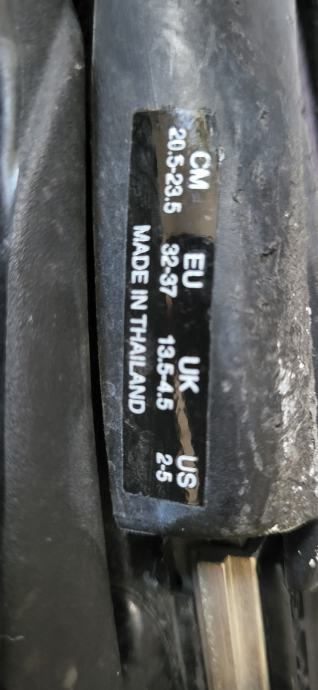 CM EU UK US
20.5-23.5 32-37 13.5-4.5 2-5
MADE IN THAILAND